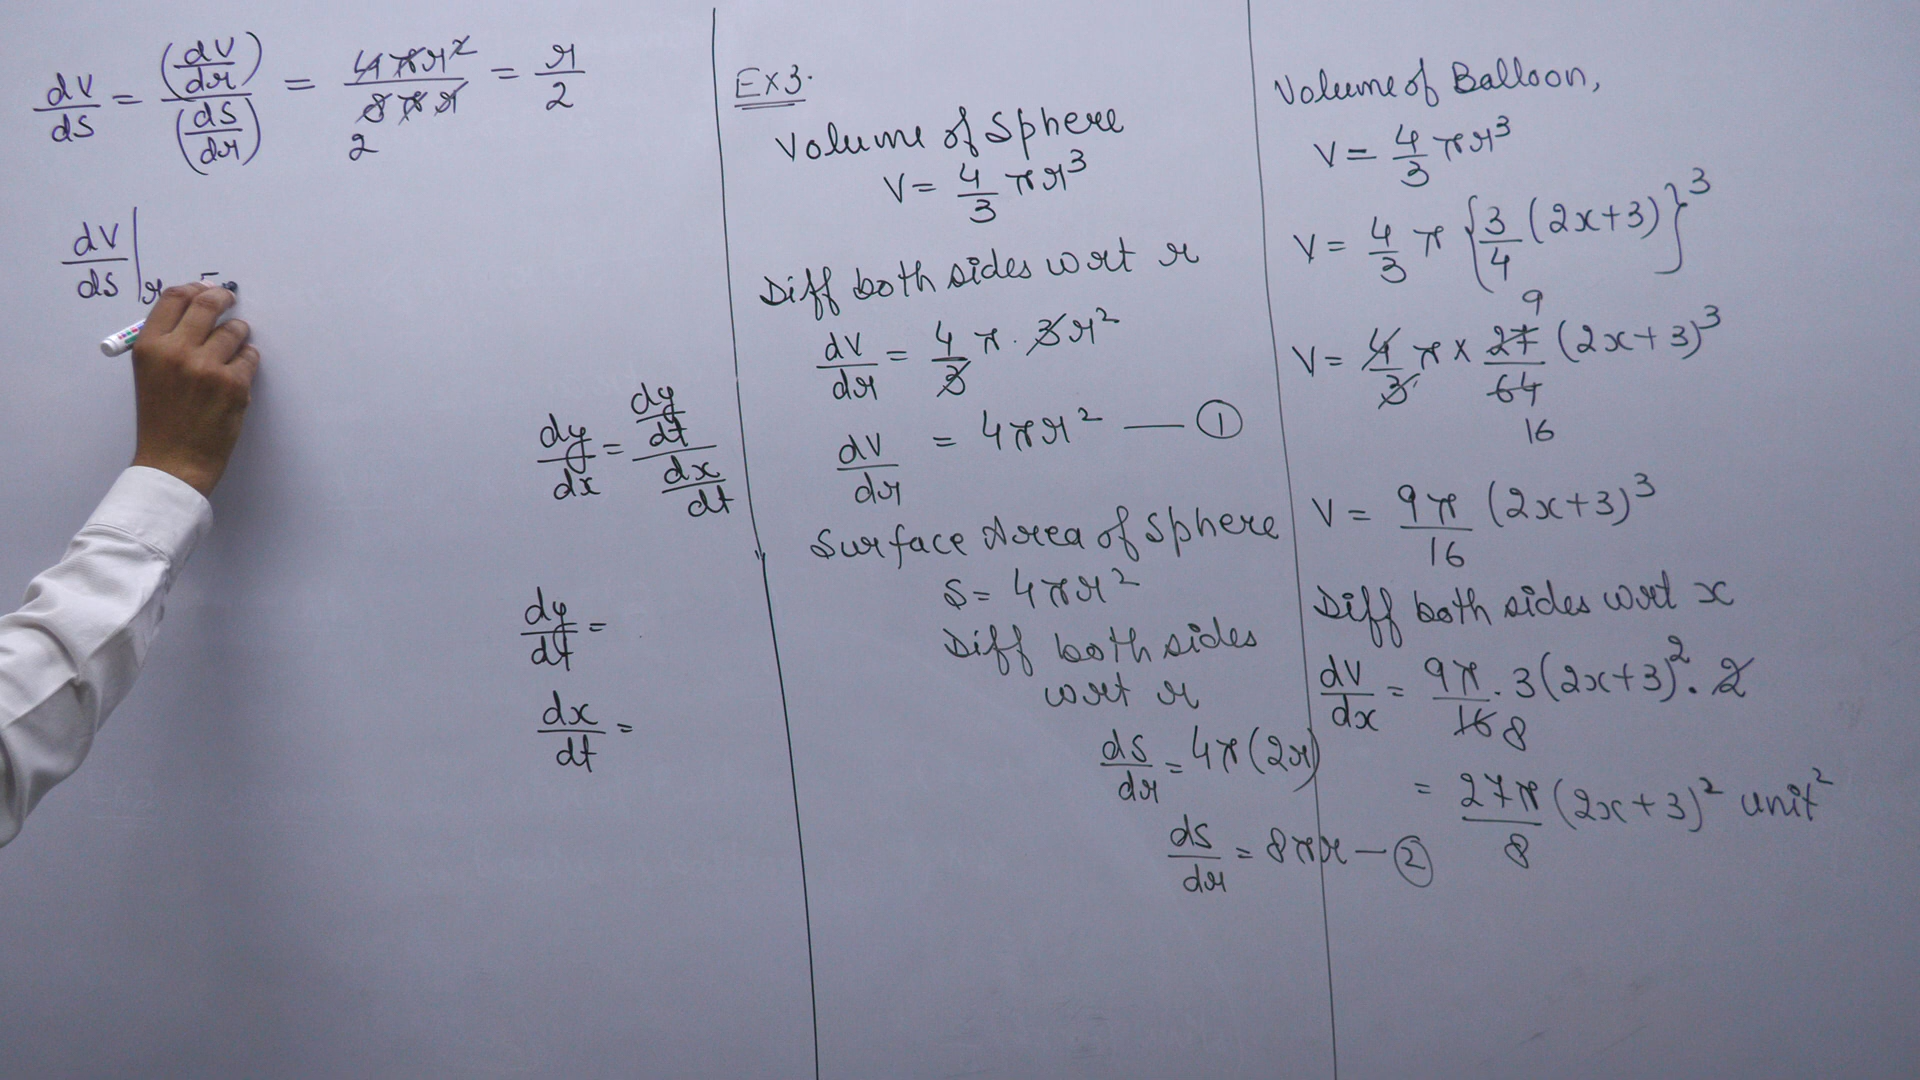 dV/dS = (dV/dr)/(dS/dr) = 4πr²/8πr = r/2
2
dV/dS |r
dy/dx = dy/dt / dx/dt
dy/dt =
dx/dt =
Ex3.
Volume of Sphere
V = 4/3 πr³
Diff both sides wrt r
dV/dr = 4/3 π · 3r²
dV/dr = 4πr² — ①
Surface Area of Sphere
S = 4πr²
Diff both sides
wrt r
dS/dr = 4π(2r)
dS/dr = 8πr — ②
Volume of Balloon,
V = 4/3 πr³
V = 4/3 π {3/4 (2x+3)}³
9
V = 4/3 π × 27/64 (2x+3)³
16
V = 9π/16 (2x+3)³
Diff both sides wrt x
dV/dx = 9π/16 · 3(2x+3)² · 2
8
= 27π/8 (2x+3)² unit²